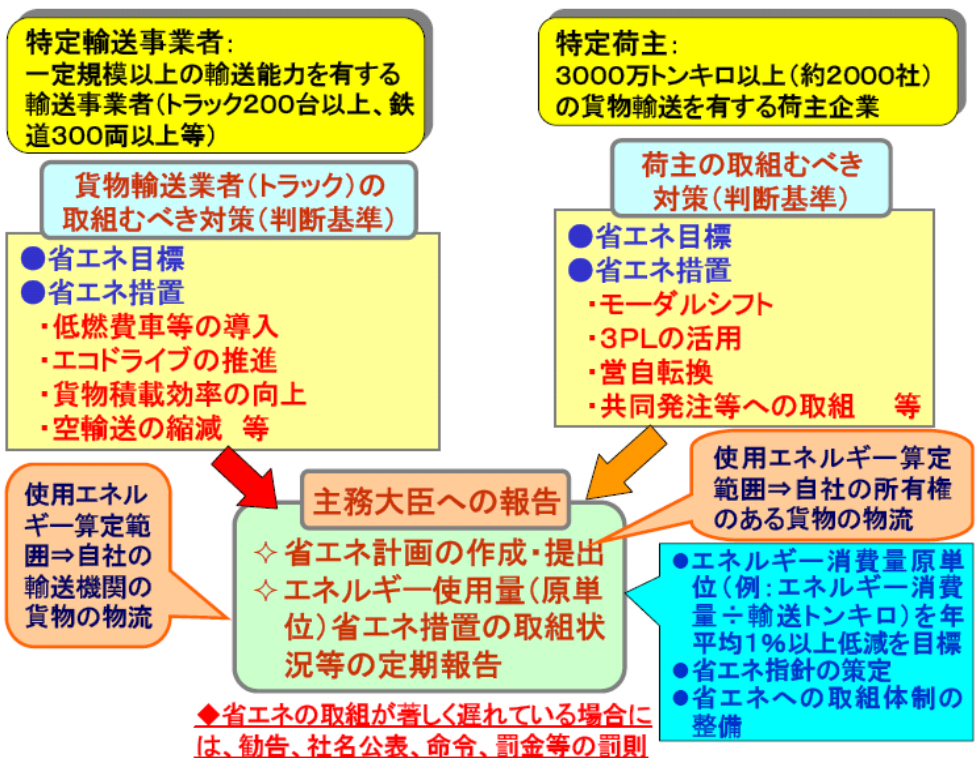 特定輸送事業者:
一定規模以上の輸送能力を有する
輸送事業者(トラック200台以上、鉄
道300両以上等)
特定荷主:
3000万トンキロ以上(約2000社)
の貨物輸送を有する荷主企業
貨物輸送業者(トラック)の
取組むべき対策(判断基準)
●省エネ目標
●省エネ措置
・低燃費車等の導入
・エコドライブの推進
・貨物積載効率の向上
・空輸送の縮減 等
荷主の取組むべき
対策(判断基準)
●省エネ目標
●省エネ措置
・モーダルシフト
・3PLの活用
・営自転換
・共同発注等への取組 等
使用エネル
ギー算定範
囲⇒自社の
輸送機関の
貨物の物流
主務大臣への報告
✧省エネ計画の作成・提出
✧エネルギー使用量(原単
位)省エネ措置の取組状
況等の定期報告
使用エネルギー算定
範囲⇒自社の所有権
のある貨物の物流
●エネルギー消費量原単
位(例:エネルギー消費
量÷輸送トンキロ)を年
平均1%以上低減を目標
●省エネ指針の策定
●省エネへの取組体制の
整備
◆省エネの取組が著しく遅れている場合に
は、勧告、社名公表、命令、罰金等の罰則